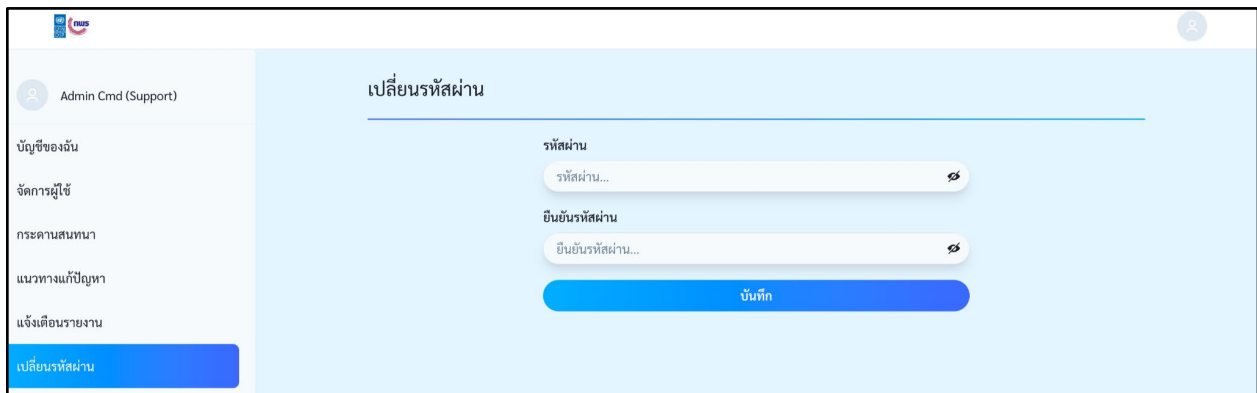 กพร
Admin Cmd (Support)
บัญชีของฉัน
จัดการผู้ใช้
กระดานสนทนา
แนวทางแก้ปัญหา
แจ้งเตือนรายงาน
เปลี่ยนรหัสผ่าน
เปลี่ยนรหัสผ่าน
รหัสผ่าน
รหัสผ่าน...
ยืนยันรหัสผ่าน
ยืนยันรหัสผ่าน...
บันทึก